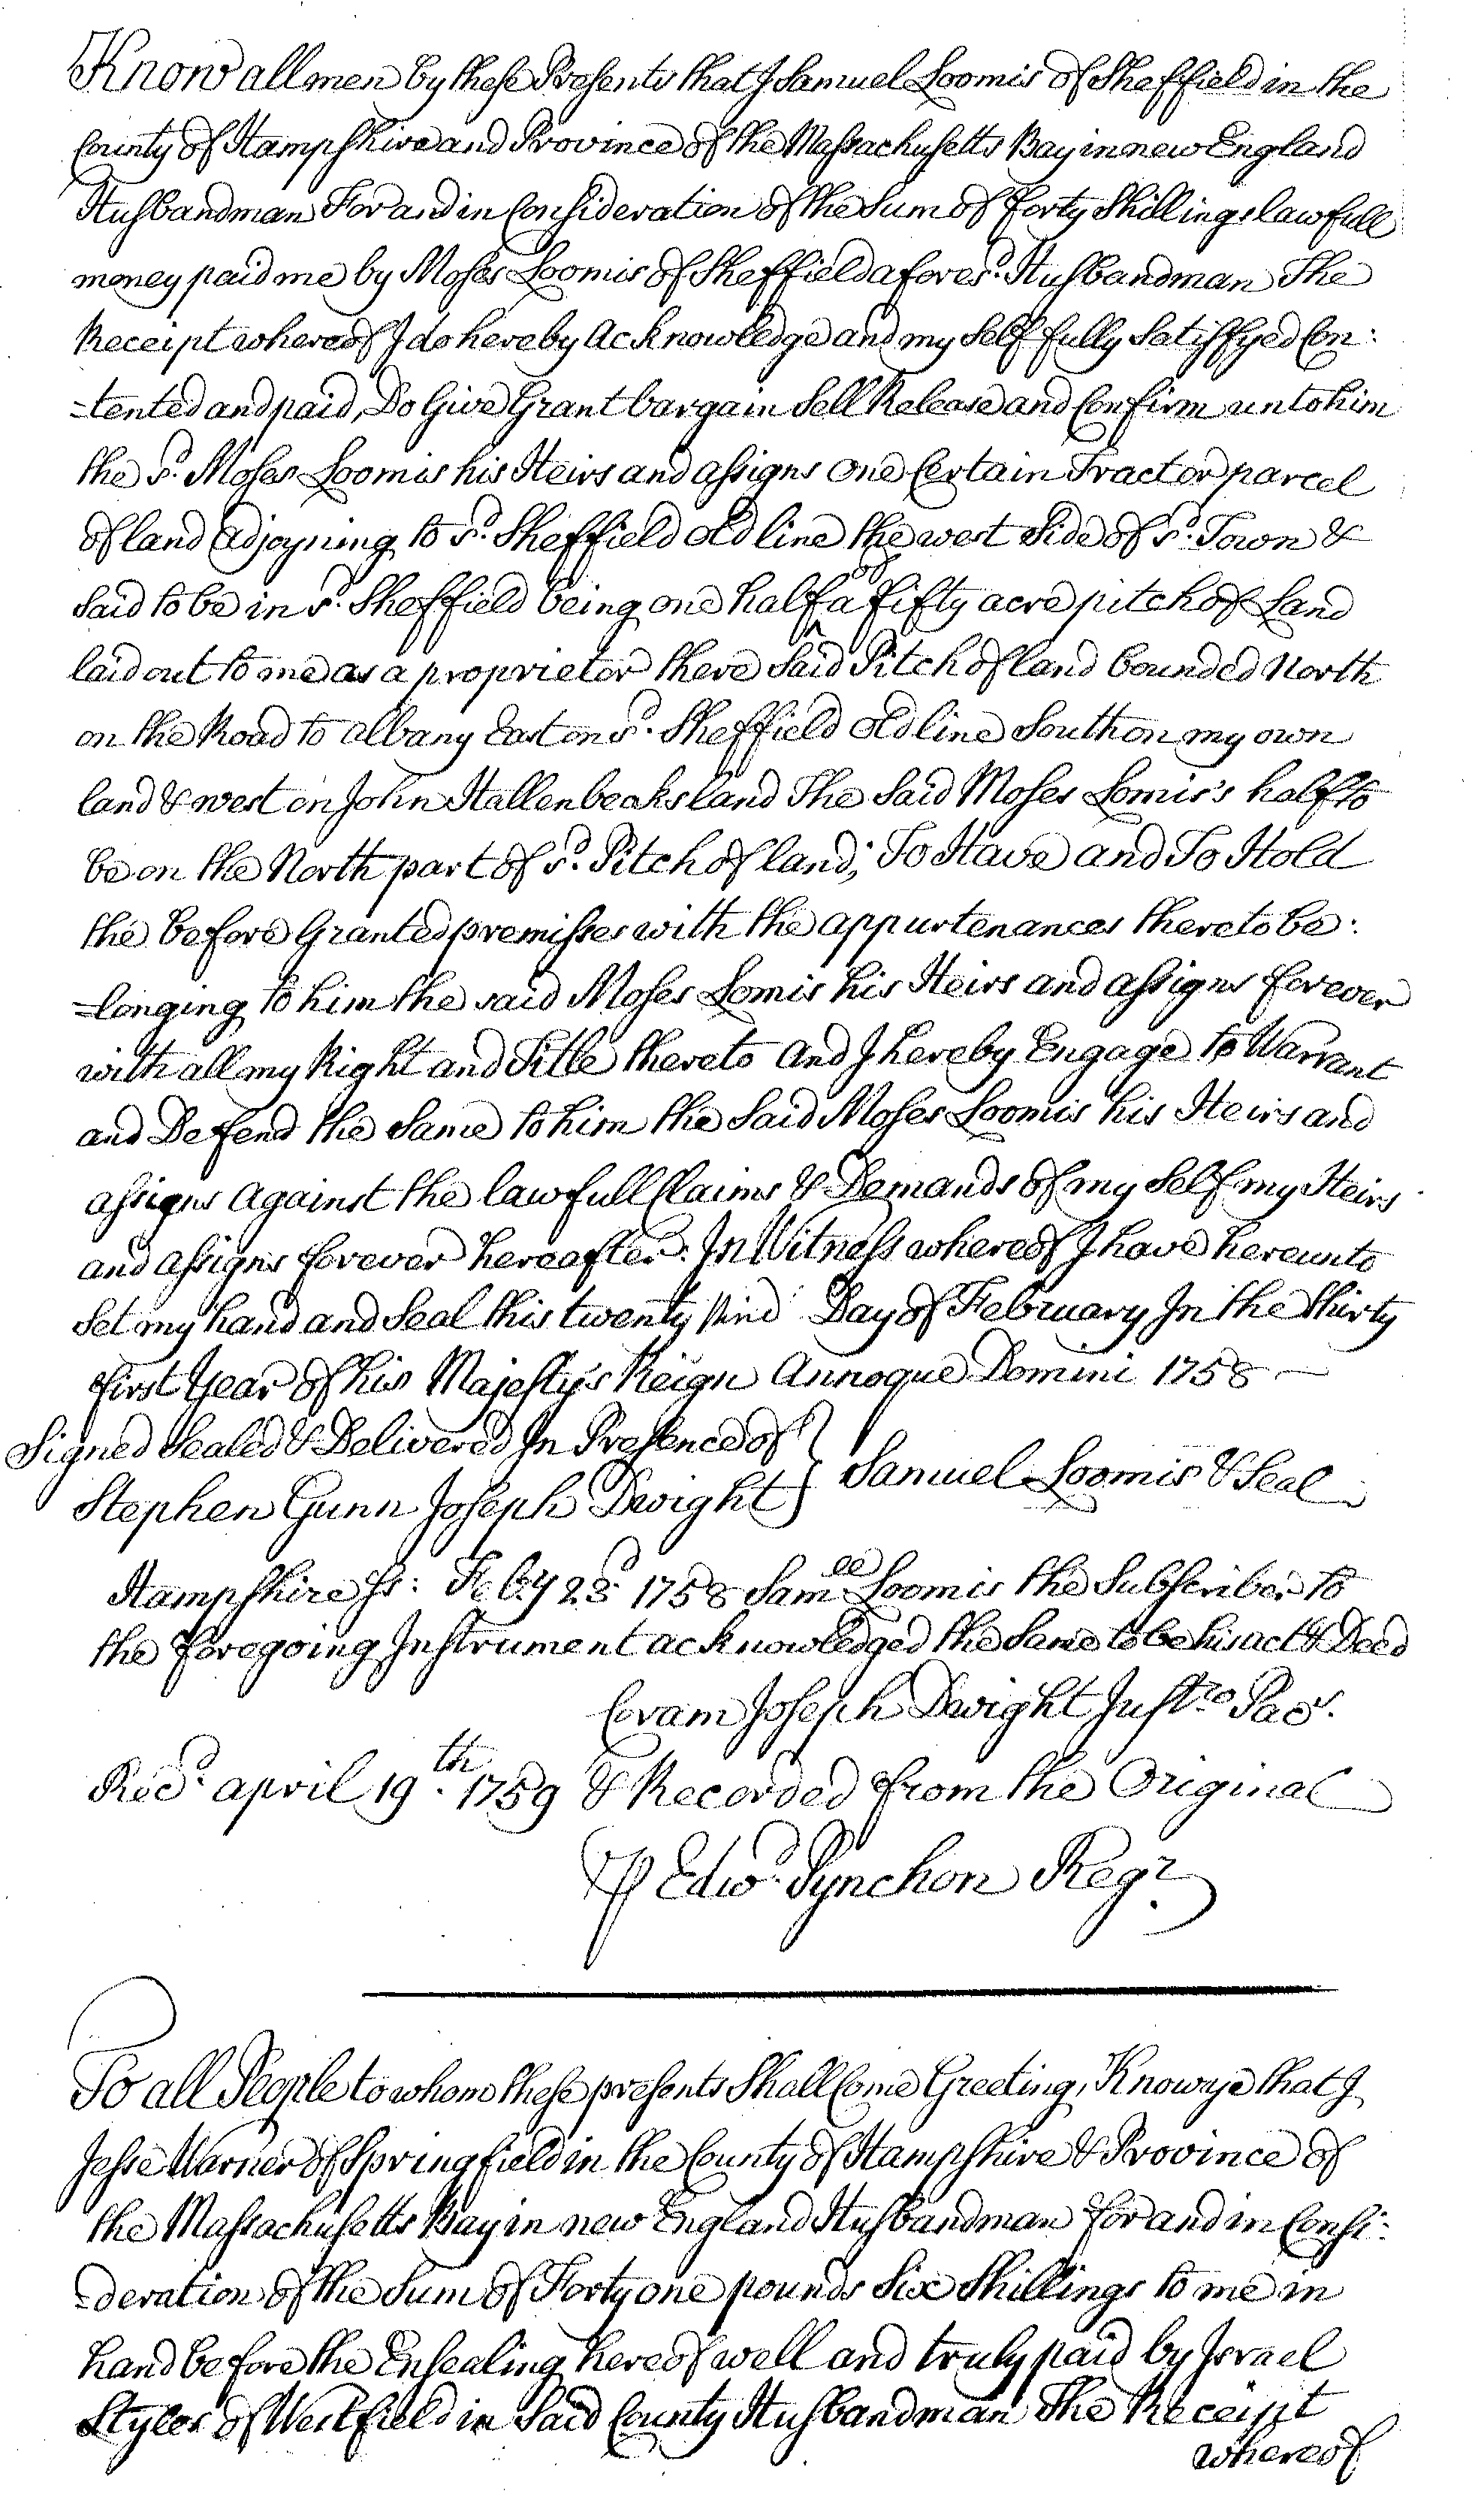 Know all men by these Presents that I Samuel Loomis of Sheffield in the
County of Hampshire and Province of the Massachusetts Bay in new England
Husbandman For and in Consideration of the Sum of Forty Shillings lawfull
money paid me by Moses Loomis of Sheffield afores.d Husbandman The
Receipt whereof I do hereby Acknowledge and my Self fully Satisfyed Con:
-tented and paid, Do Give Grant bargain Sell Release and Confirm unto him
the s.d Moses Loomis his Heirs and assigns one Certain Tract or parcel
of land adjoyning to s.d Sheffield old line the west Side of s.d Town &
Said to be in s.d Sheffield being one half of a fifty acre pitch of Land
laid out to me as a proprietor there Said Pitch of land bounded North
on the Road to albany East on s.d Sheffield old line South on my own
land & west on John Hallenbeaks land The Said Moses Lomis's half to
be on the North part of s.d Pitch of land; To Have and To Hold
the before Granted premisses with the appurtenances thereto be:
-longing to him the said Moses Lomis his Heirs and assigns forever
with all my Right and Title thereto And I hereby Engage to Warrant
and Defend the Same to him the Said Moses Loomis his Heirs and
assigns against the lawfull Claims & Demands of my Self my Heirs
and assigns forever hereafter. In Witness whereof I have hereunto
Set my hand and Seal this twenty Day of February In the thirty
first Year of his Majesty's Reign Annoque Domini 1758
Signed Sealed & Delivered In Presence of
Stephen Gunn Joseph Dwight } Samuel Loomis & Seal
Hampshire ss: Feb.y 23 1758 Sam.ll Loomis the Subscriber to
the foregoing Instrument acknowledged the Same to be his act & Deed
Coram Joseph Dwight Just.ce Pac.s
Rec.d april 19.th 1759 & Recorded from the Original
P Edw.d Pynchon Reg.r
To all People to whom these presents Shall Come Greeting, Know ye that I
Jesse Warner of Springfield in the County of Hampshire & Province of
the Massachusetts Bay in new England Husbandman for and in Consi:
-deration of the Sum of Forty one pounds Six Shillings to me in
hand before the Ensealing hereof well and truly paid by Israel
Styles of Westfield in Said County Husbandman The Receipt
whereof